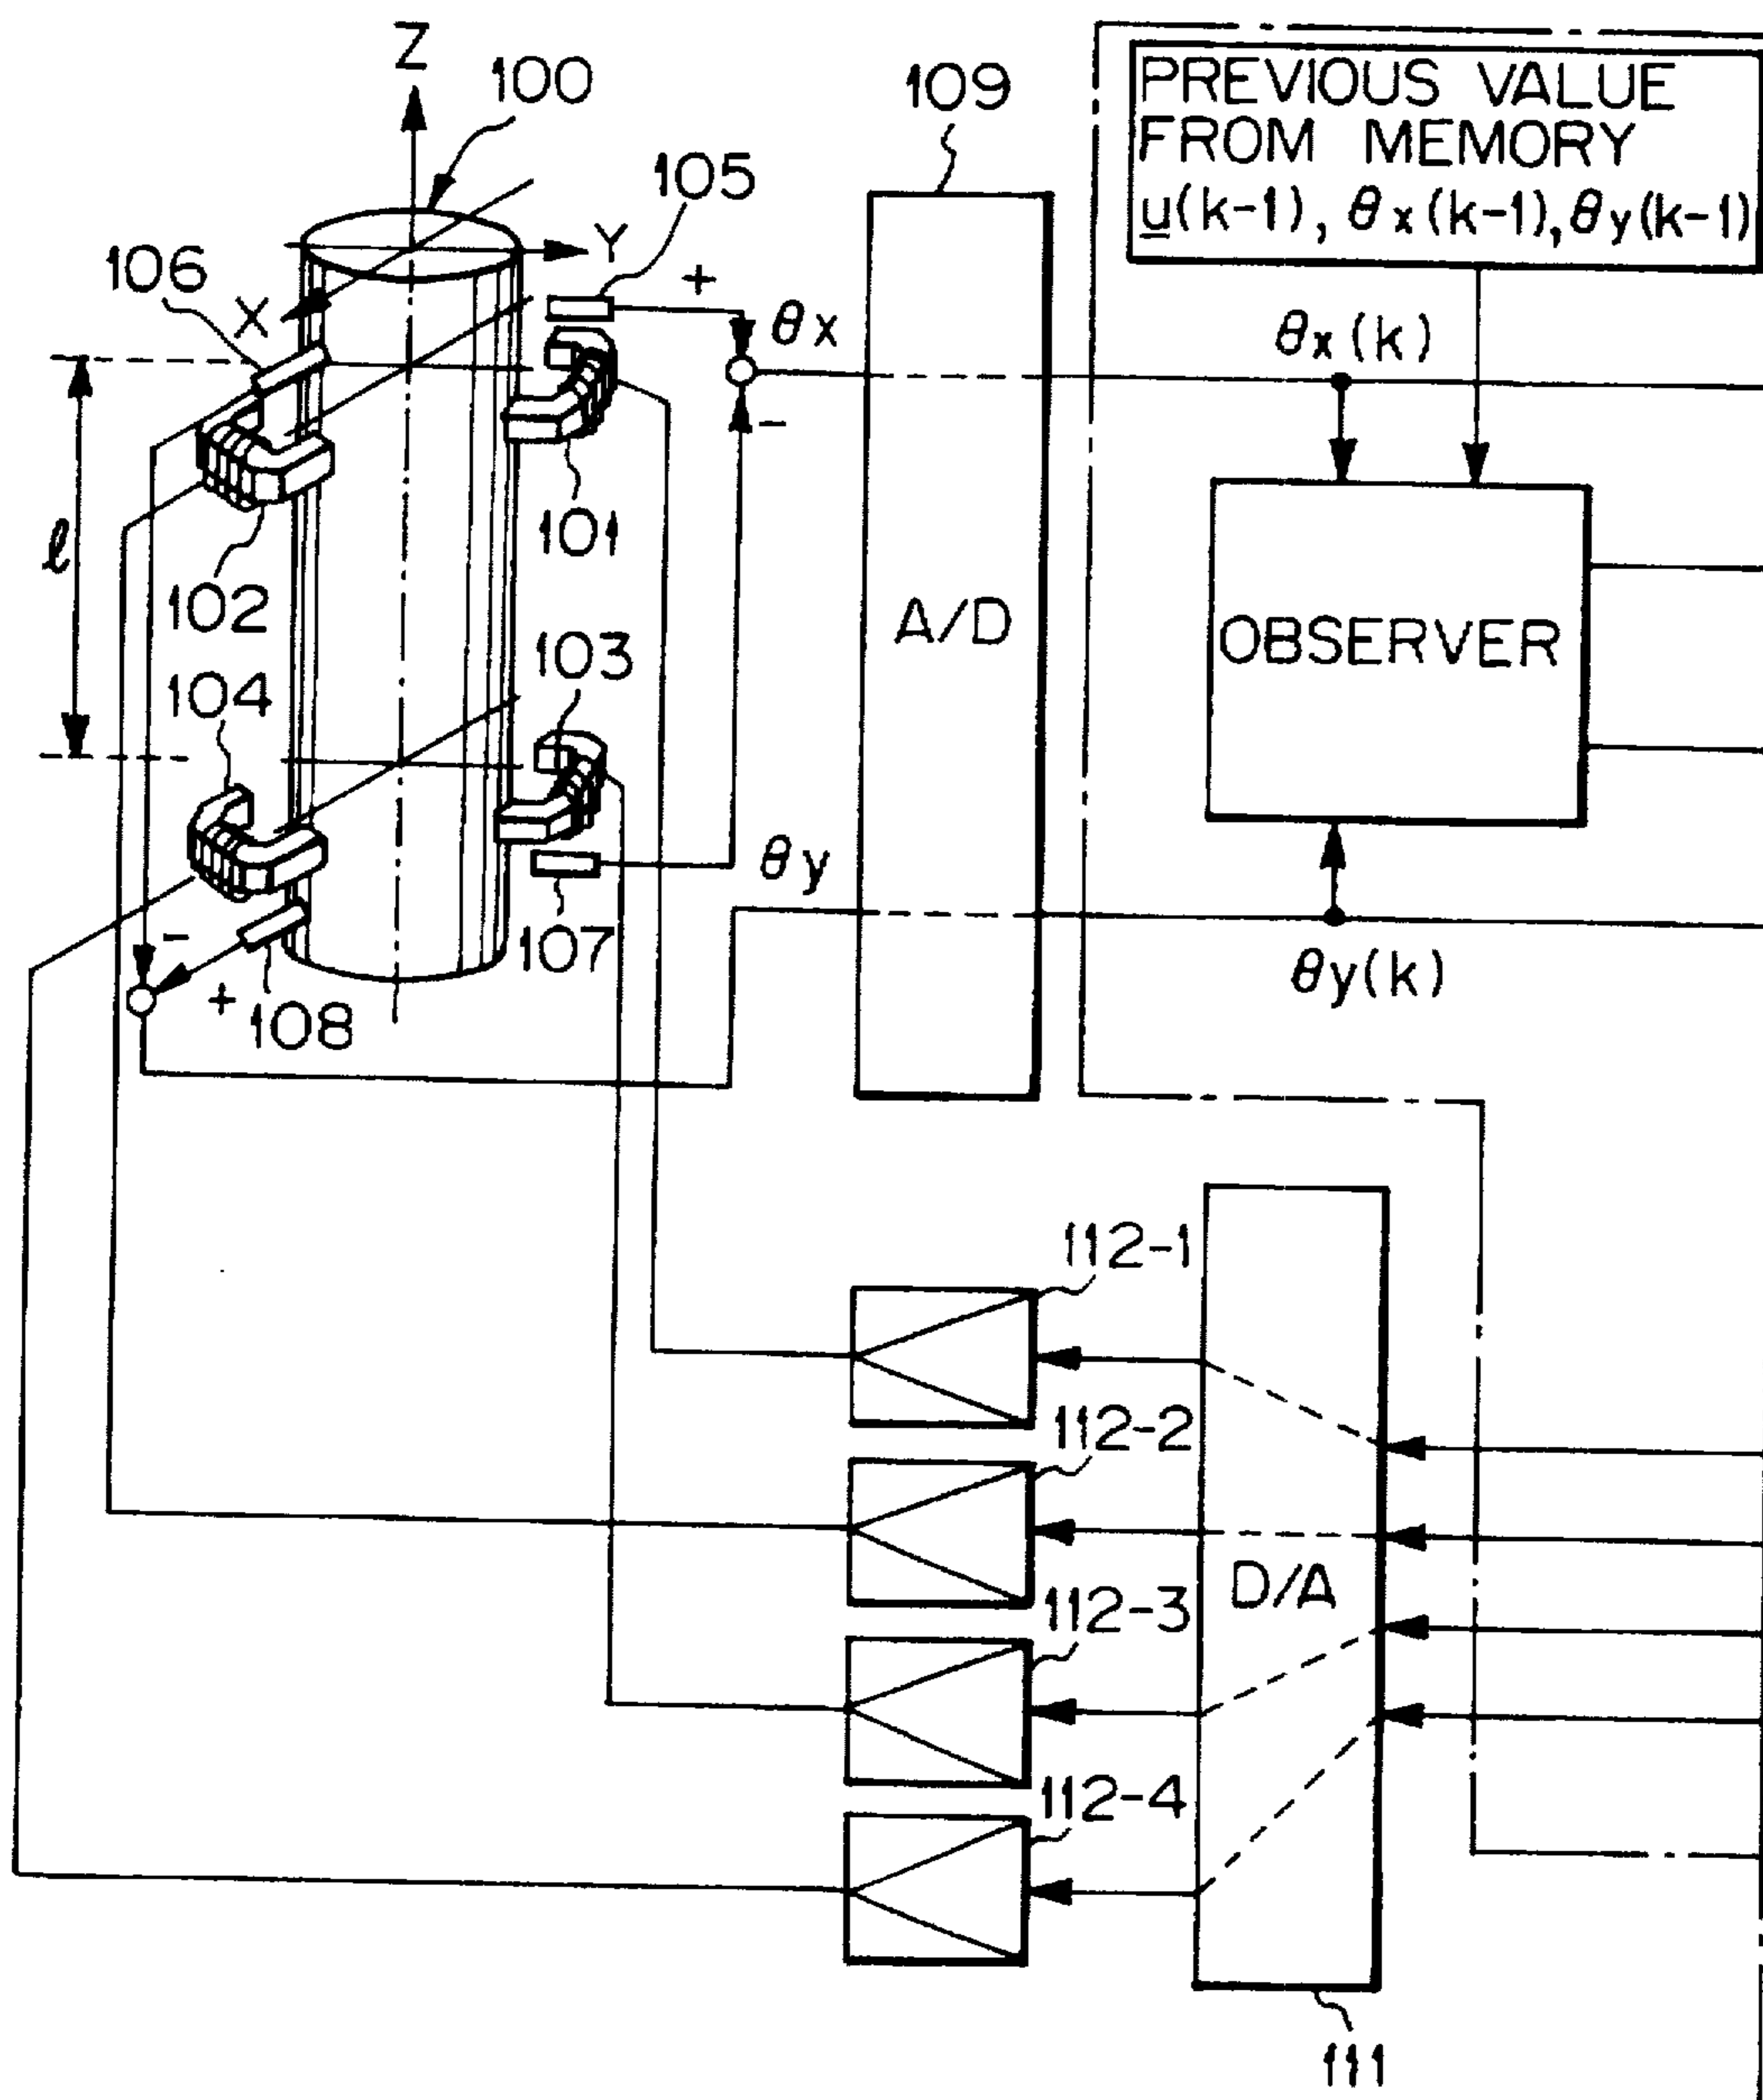 Z
100
109
PREVIOUS VALUE
FROM MEMORY
u(k-1), θx(k-1), θy(k-1)
105
Y
+
106
X
θx
θx(k)
-
101
ℓ
102
A/D
OBSERVER
103
104
θy
107
-
+
108
θy(k)
112-1
112-2
D/A
112-3
112-4
111